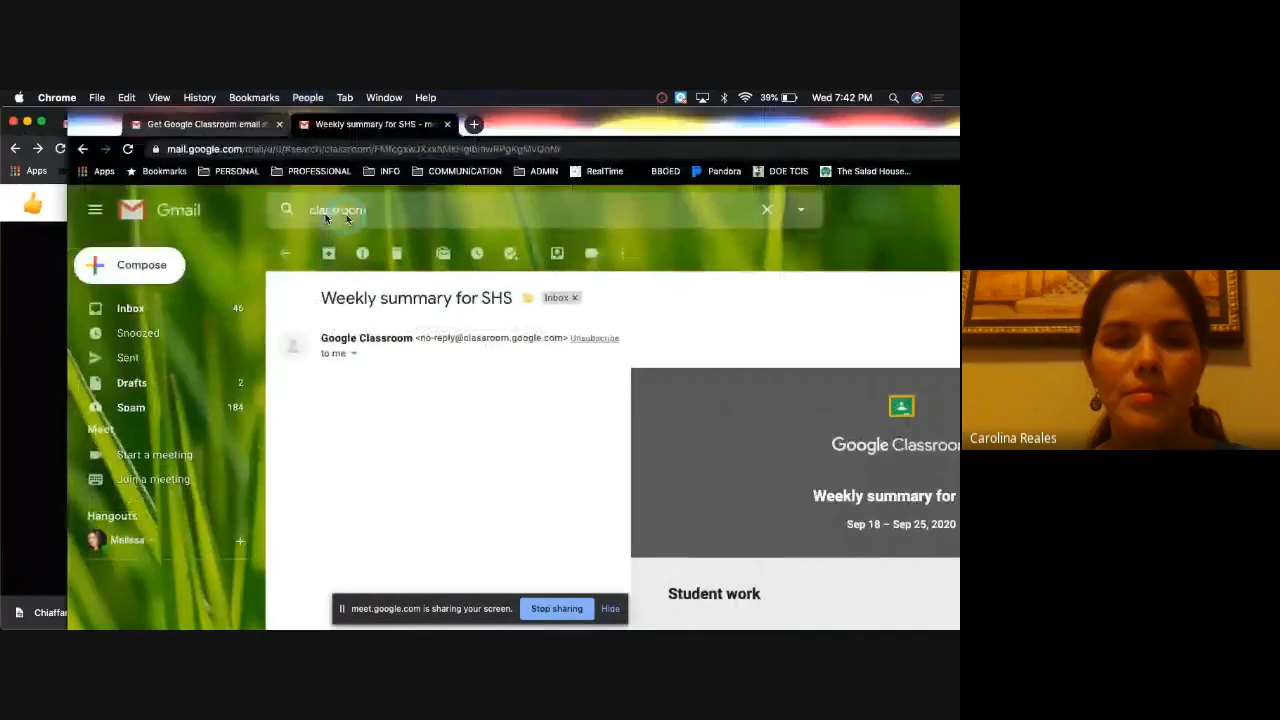 Chrome File Edit View History Bookmarks People Tab Window Help 39% Wed 7:42 PM
Get Google Classroom email s Weekly summary for SHS - m
mail.google.com
Apps Apps Bookmarks PERSONAL PROFESSIONAL INFO COMMUNICATION ADMIN RealTime BBOED Pandora DOE TCIS The Salad House...
Gmail classroom
Compose
Weekly summary for SHS Inbox x
Inbox 46
Snoozed
Google Classroom <no-reply@classroom.google.com> Unsubscribe
to me
Sent
Drafts 2
Spam 184
Meet
Start a meeting
Join a meeting
Hangouts
Melissa
Google Classroom
Weekly summary for
Sep 18 – Sep 25, 2020
Student work
meet.google.com is sharing your screen. Stop sharing Hide
Chiaffa
Carolina Reales